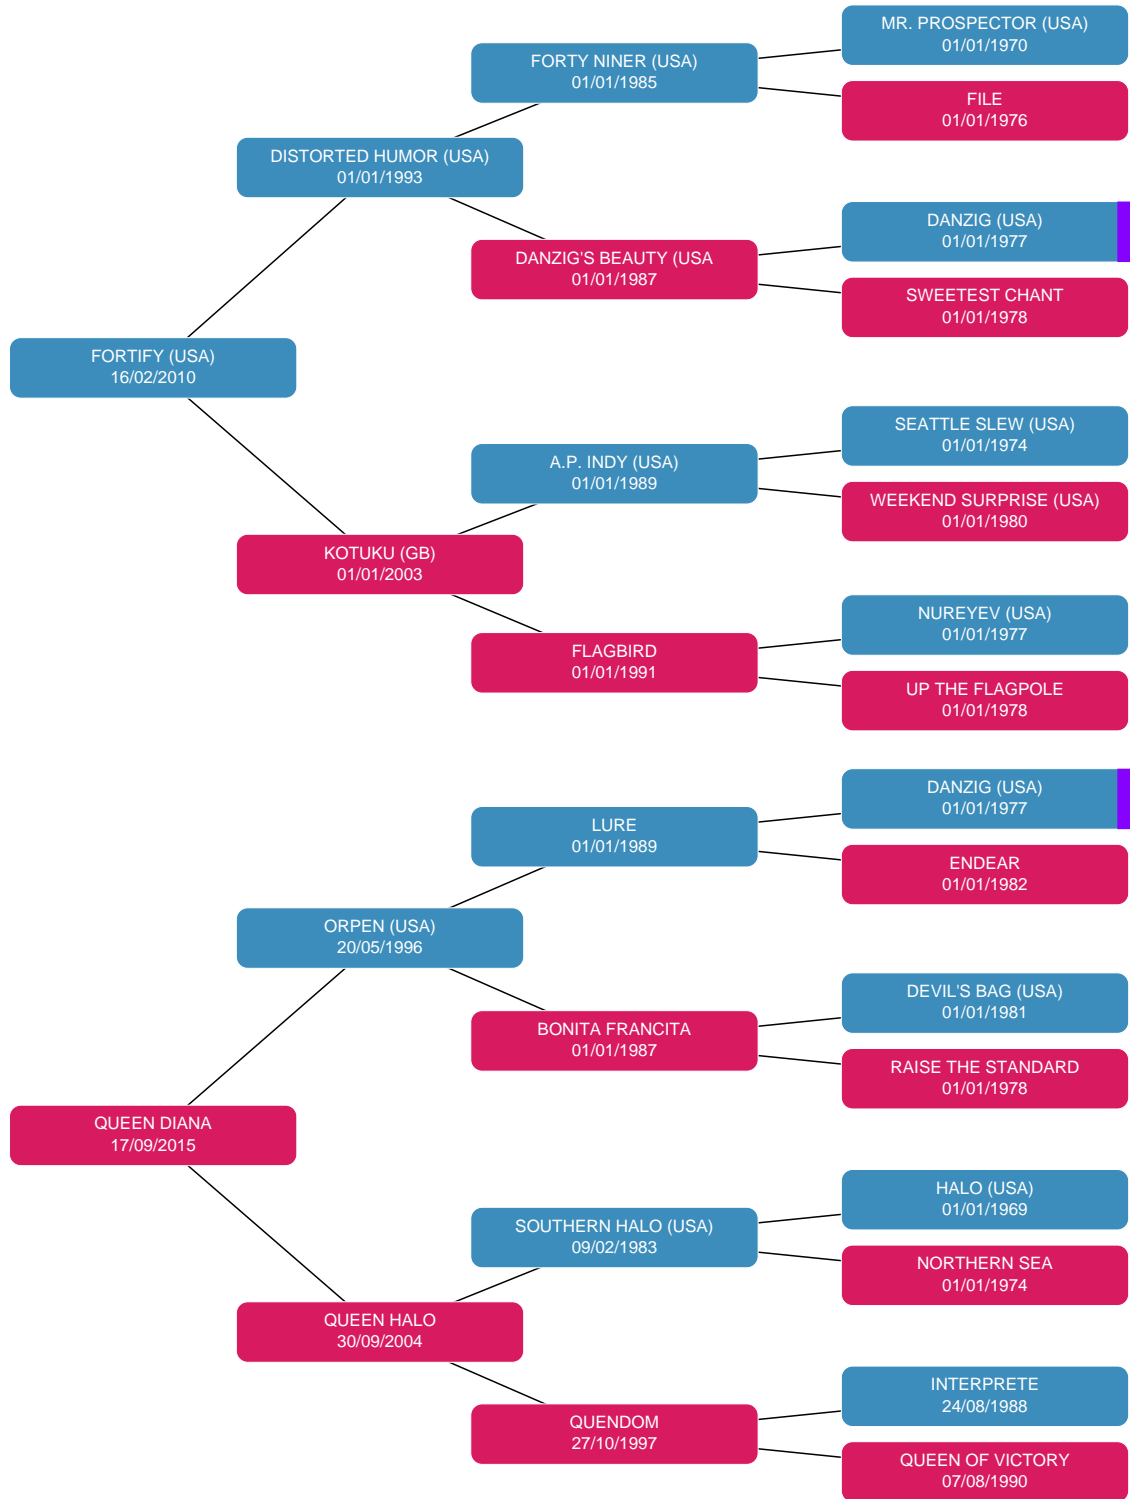 MR. PROSPECTOR (USA)
01/01/1970
FORTY NINER (USA)
01/01/1985
FILE
01/01/1976
DISTORTED HUMOR (USA)
01/01/1993
DANZIG (USA)
01/01/1977
DANZIG'S BEAUTY (USA
01/01/1987
SWEETEST CHANT
01/01/1978
FORTIFY (USA)
16/02/2010
SEATTLE SLEW (USA)
01/01/1974
A.P. INDY (USA)
01/01/1989
WEEKEND SURPRISE (USA)
01/01/1980
KOTUKU (GB)
01/01/2003
NUREYEV (USA)
01/01/1977
FLAGBIRD
01/01/1991
UP THE FLAGPOLE
01/01/1978
DANZIG (USA)
01/01/1977
LURE
01/01/1989
ENDEAR
01/01/1982
ORPEN (USA)
20/05/1996
DEVIL'S BAG (USA)
01/01/1981
BONITA FRANCITA
01/01/1987
RAISE THE STANDARD
01/01/1978
QUEEN DIANA
17/09/2015
HALO (USA)
01/01/1969
SOUTHERN HALO (USA)
09/02/1983
NORTHERN SEA
01/01/1974
QUEEN HALO
30/09/2004
INTERPRETE
24/08/1988
QUENDOM
27/10/1997
QUEEN OF VICTORY
07/08/1990